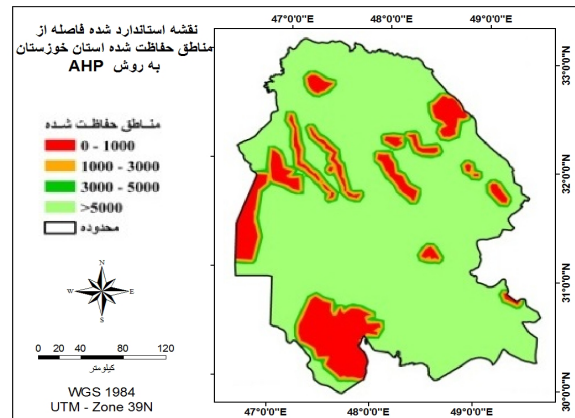 نقشه استاندارد شده فاصله از
مناطق حفاظت شده استان خوزستان
به روش AHP
مناطق حفاظت شده
0 - 1000
1000 - 3000
3000 - 5000
>5000
محدوده
N
W E
S
0 20 40 80 120
کیلومتر
WGS 1984
UTM - Zone 39N
47°0'0"E 48°0'0"E 49°0'0"E
33°0'0"N
22°0'0"N
31°0'0"N
30°0'0"N
47°0'0"E 48°0'0"E 49°0'0"E